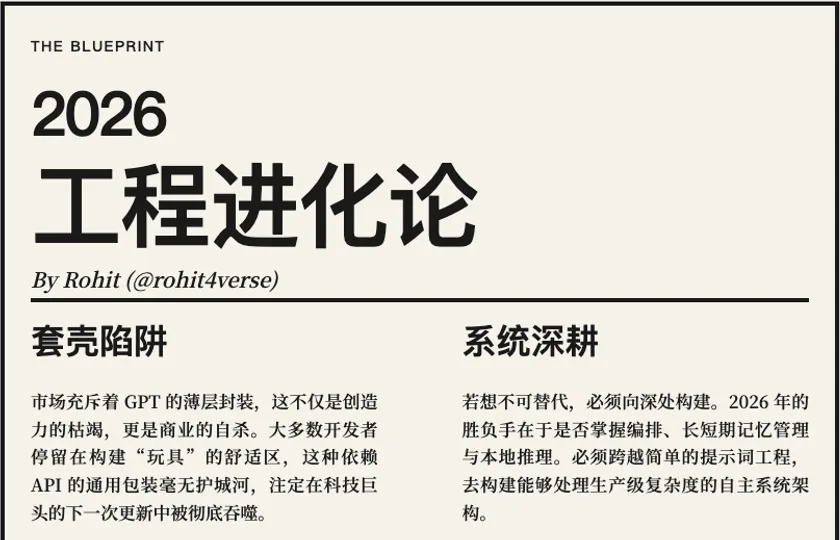 THE BLUEPRINT
2026
工程进化论
By Rohit (@rohit4verse)
套壳陷阱
市场充斥着 GPT 的薄层封装，这不仅是创造
力的枯竭，更是商业的自杀。大多数开发者
停留在构建“玩具”的舒适区，这种依赖
API 的通用包装毫无护城河，注定在科技巨
头的下一次更新中被彻底吞噬。
系统深耕
若想不可替代，必须向深处构建。2026 年的
胜负手在于是否掌握编排、长短期记忆管理
与本地推理。必须跨越简单的提示词工程，
去构建能够处理生产级复杂度的自主系统架
构。